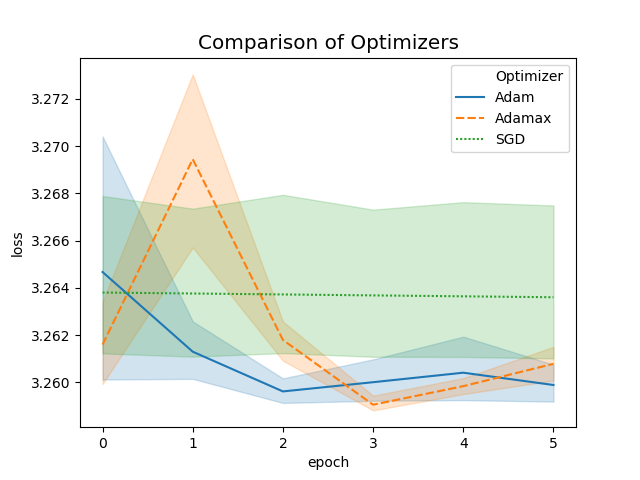 Comparison of Optimizers
Optimizer
Adam
Adamax
SGD
3.272
3.270
3.268
3.266
3.264
3.262
3.260
loss
0 1 2 3 4 5
epoch